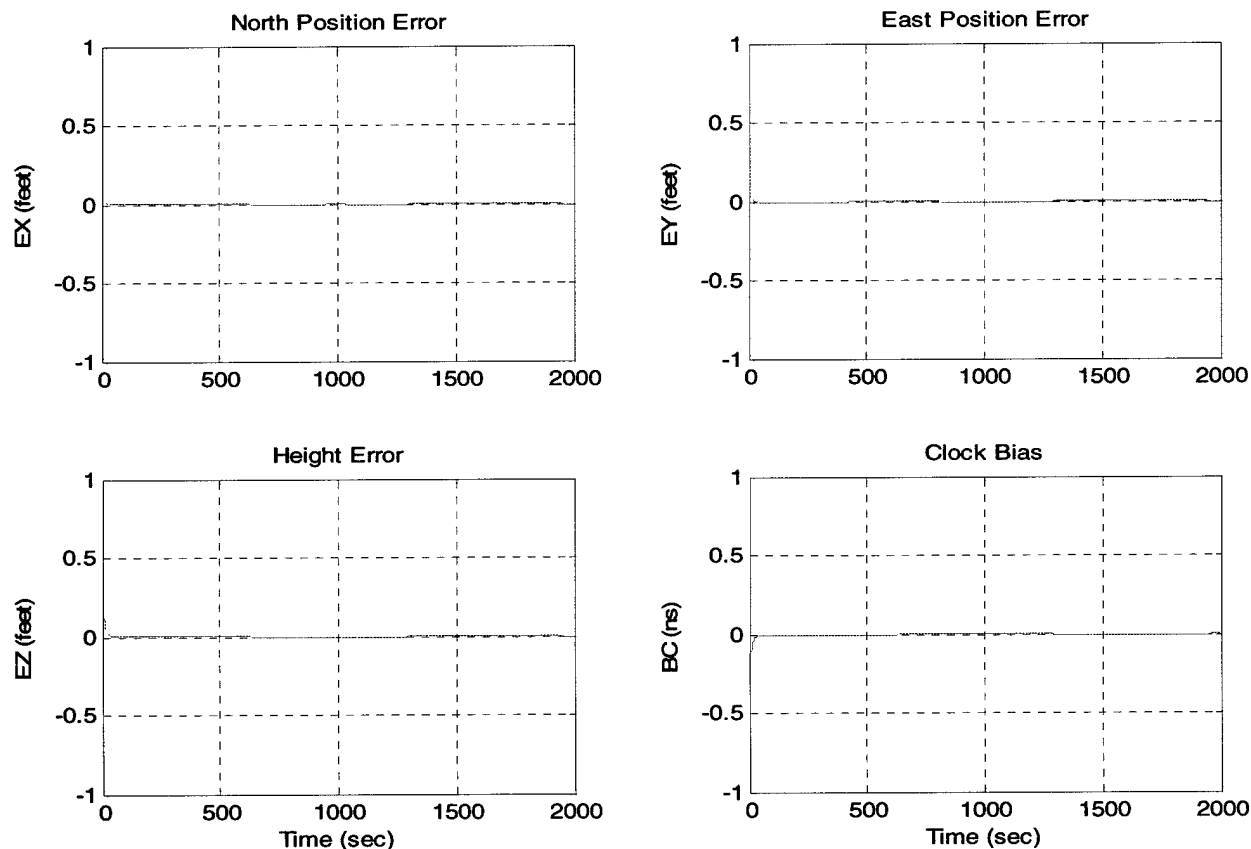 North Position Error
1
0.5
0
-0.5
-1
EX (feet)
0 500 1000 1500 2000
East Position Error
1
0.5
0
-0.5
-1
EY (feet)
0 500 1000 1500 2000
Height Error
1
0.5
0
-0.5
-1
EZ (feet)
0 500 1000 1500 2000
Time (sec)
Clock Bias
1
0.5
0
-0.5
-1
BC (ns)
0 500 1000 1500 2000
Time (sec)